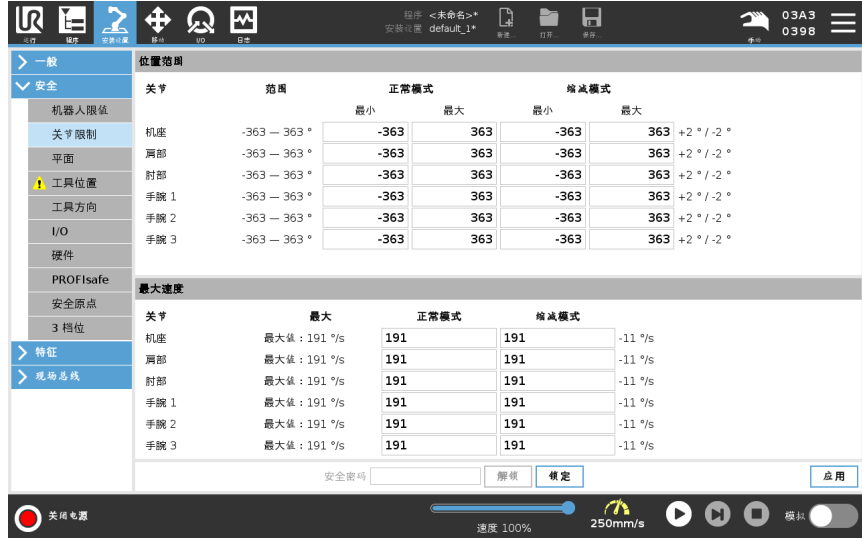 UR
运行 程序 安装设置 移动 I/O 日志
程序 <未命名>*
安装设置 default_1*
新建... 打开... 保存...
手动
03A3
0398
一般
安全
机器人限值
关节限制
平面
工具位置
工具方向
I/O
硬件
PROFIsafe
安全原点
3 档位
特征
现场总线
位置范围
关节 范围 正常模式 缩减模式
最小 最大 最小 最大
机座 -363 — 363 ° -363 363 -363 363 +2 ° / -2 °
肩部 -363 — 363 ° -363 363 -363 363 +2 ° / -2 °
肘部 -363 — 363 ° -363 363 -363 363 +2 ° / -2 °
手腕 1 -363 — 363 ° -363 363 -363 363 +2 ° / -2 °
手腕 2 -363 — 363 ° -363 363 -363 363 +2 ° / -2 °
手腕 3 -363 — 363 ° -363 363 -363 363 +2 ° / -2 °
最大速度
关节 最大 正常模式 缩减模式
机座 最大值：191 °/s 191 191 -11 °/s
肩部 最大值：191 °/s 191 191 -11 °/s
肘部 最大值：191 °/s 191 191 -11 °/s
手腕 1 最大值：191 °/s 191 191 -11 °/s
手腕 2 最大值：191 °/s 191 191 -11 °/s
手腕 3 最大值：191 °/s 191 191 -11 °/s
安全密码 解锁 锁定 应用
关闭电源
速度 100%
250mm/s
模拟